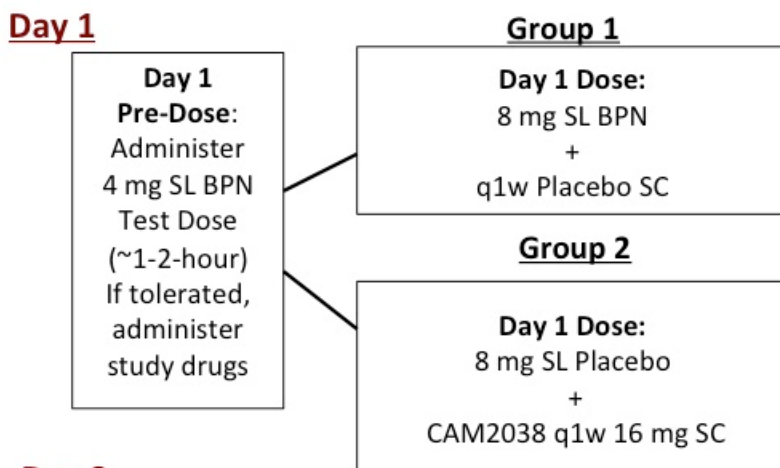 Day 1
Day 1
Pre-Dose:
Administer
4 mg SL BPN
Test Dose
(~1-2-hour)
If tolerated,
administer
study drugs
Group 1
Day 1 Dose:
8 mg SL BPN
+
q1w Placebo SC
Group 2
Day 1 Dose:
8 mg SL Placebo
+
CAM2038 q1w 16 mg SC